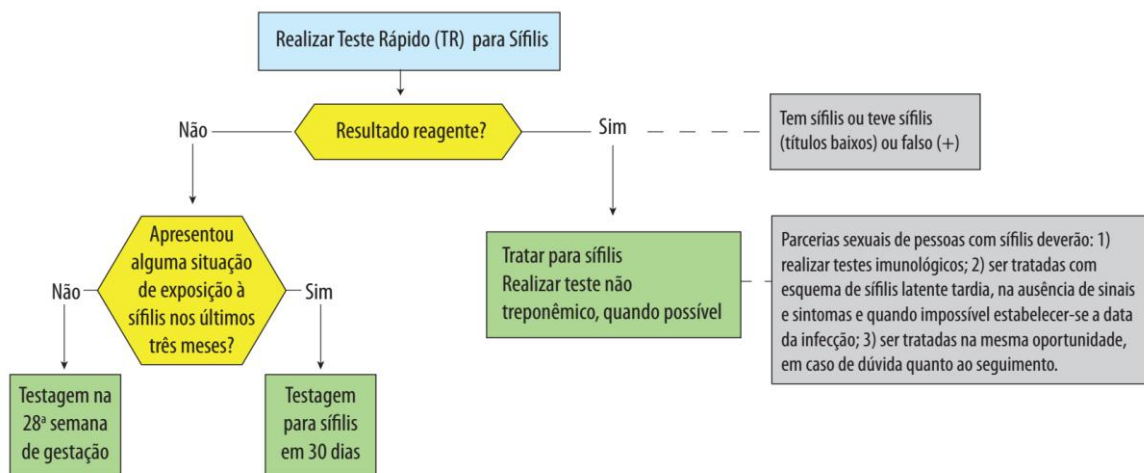 Realizar Teste Rápido (TR) para Sífilis
Resultado reagente?
Não
Sim
Tem sífilis ou teve sífilis
(títulos baixos) ou falso (+)
Apresentou
alguma situação
de exposição à
sífilis nos últimos
três meses?
Não
Sim
Tratar para sífilis
Realizar teste não
treponêmico, quando possível
Parcerias sexuais de pessoas com sífilis deverão: 1)
realizar testes imunológicos; 2) ser tratadas com
esquema de sífilis latente tardia, na ausência de sinais
e sintomas e quando impossível estabelecer-se a data
da infecção; 3) ser tratadas na mesma oportunidade,
em caso de dúvida quanto ao seguimento.
Testagem na
28ª semana
de gestação
Testagem
para sífilis
em 30 dias